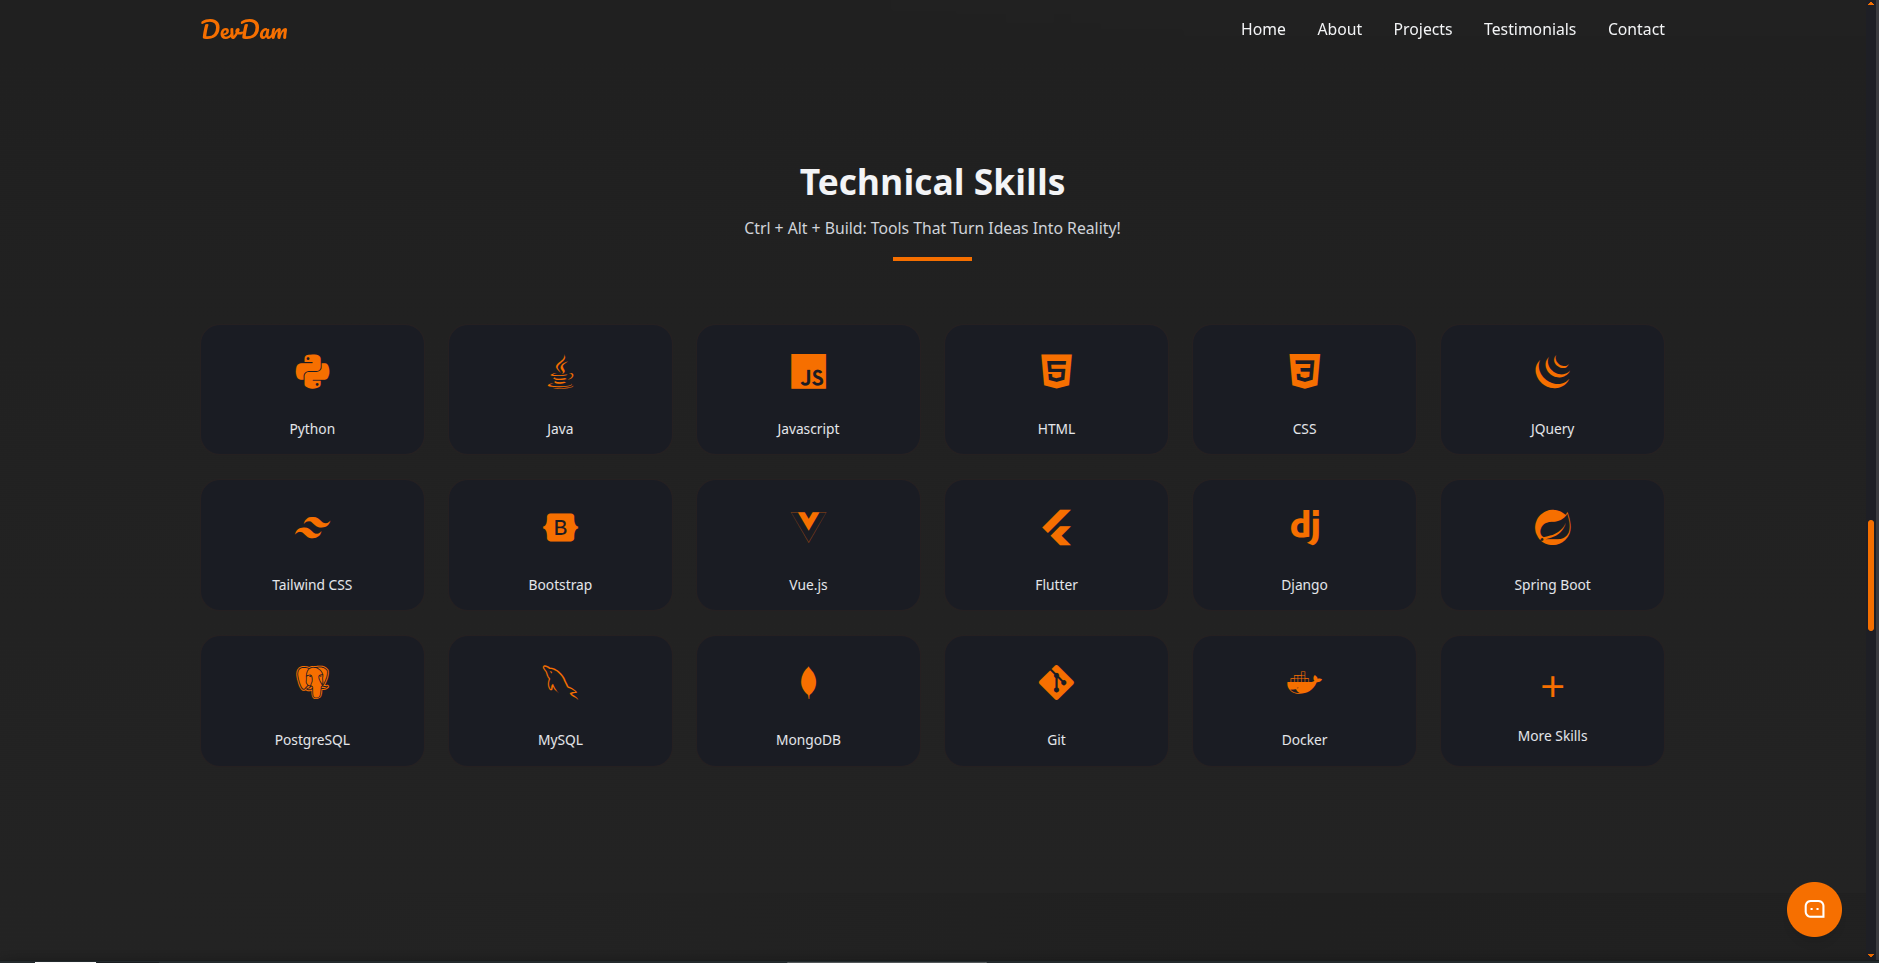 DevDam
Home About Projects Testimonials Contact
Technical Skills
Ctrl + Alt + Build: Tools That Turn Ideas Into Reality!
JS
5
3
Python Java Javascript HTML CSS JQuery
B
dj
Tailwind CSS Bootstrap Vue.js Flutter Django Spring Boot
+
PostgreSQL MySQL MongoDB Git Docker More Skills